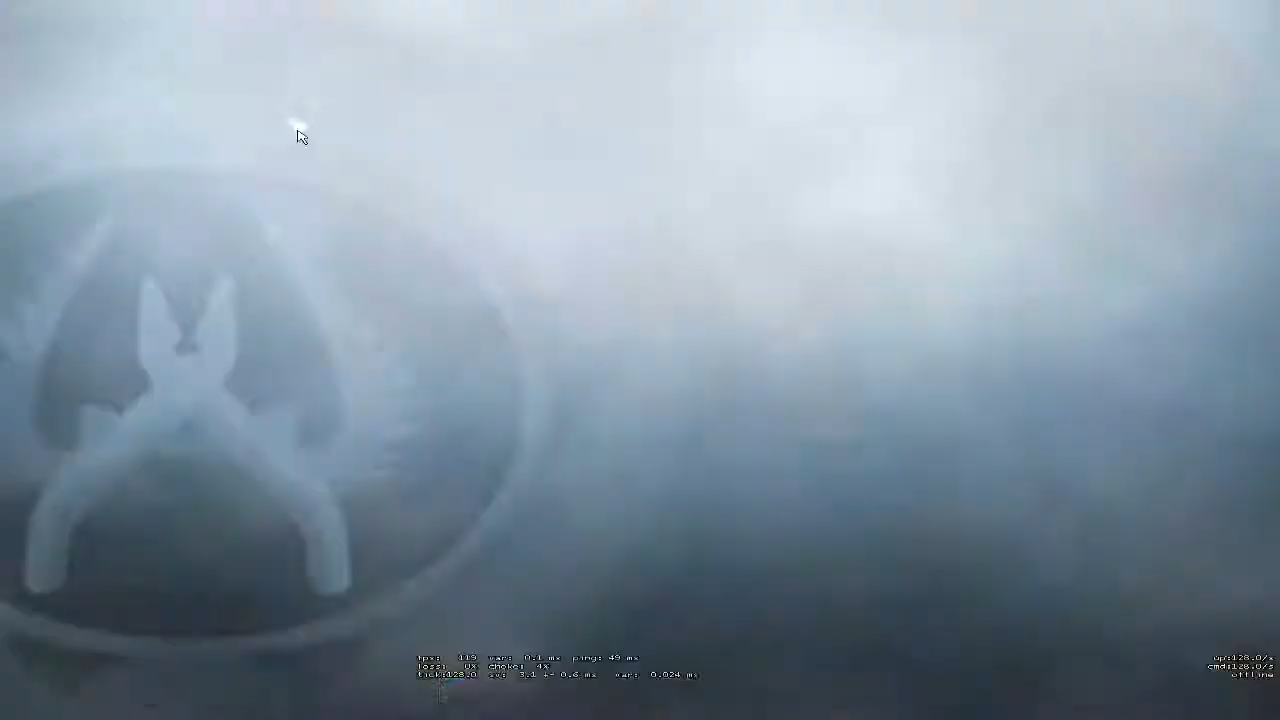 fps: 119 var: 0.1 ms ping: 49 ms
loss: 0% choke: 4%
tick:128.0 sv: 3.1 +- 0.6 ms var: 0.024 ms
up:128.0/s
cmd:128.0/s
offline